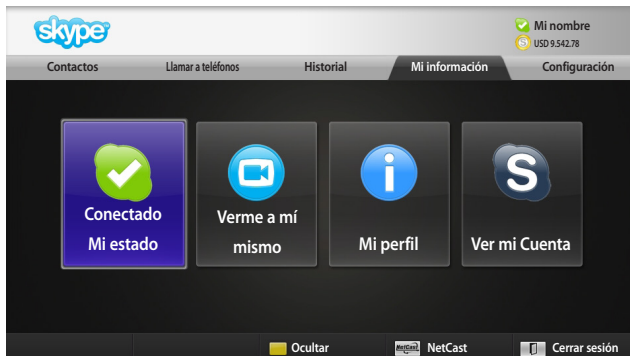 skype
Mi nombre
USD 9.542.78
Contactos
Llamar a teléfonos
Historial
Mi información
Configuración
Conectado
Mi estado
Verme a mí
mismo
Mi perfil
Ver mi Cuenta
Ocultar
NetCast
NetCast
Cerrar sesión